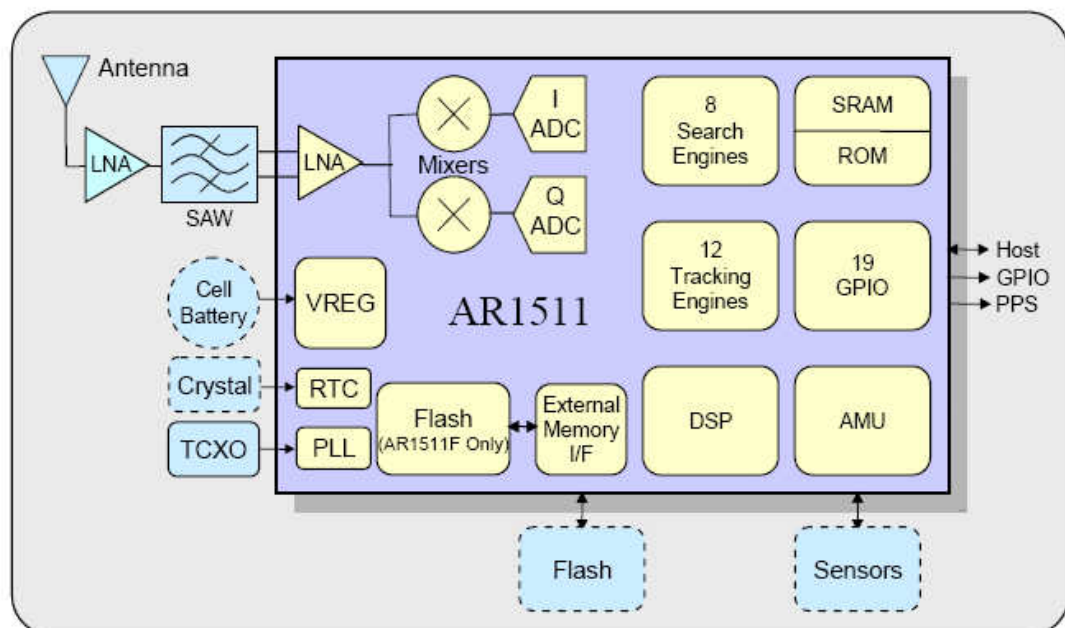 Antenna
LNA
SAW
LNA
Mixers
I
ADC
Q
ADC
8
Search
Engines
SRAM
ROM
12
Tracking
Engines
19
GPIO
Host
GPIO
PPS
Cell
Battery
VREG
AR1511
Crystal
RTC
TCXO
PLL
Flash
(AR1511F Only)
External
Memory
I/F
DSP
AMU
Flash
Sensors